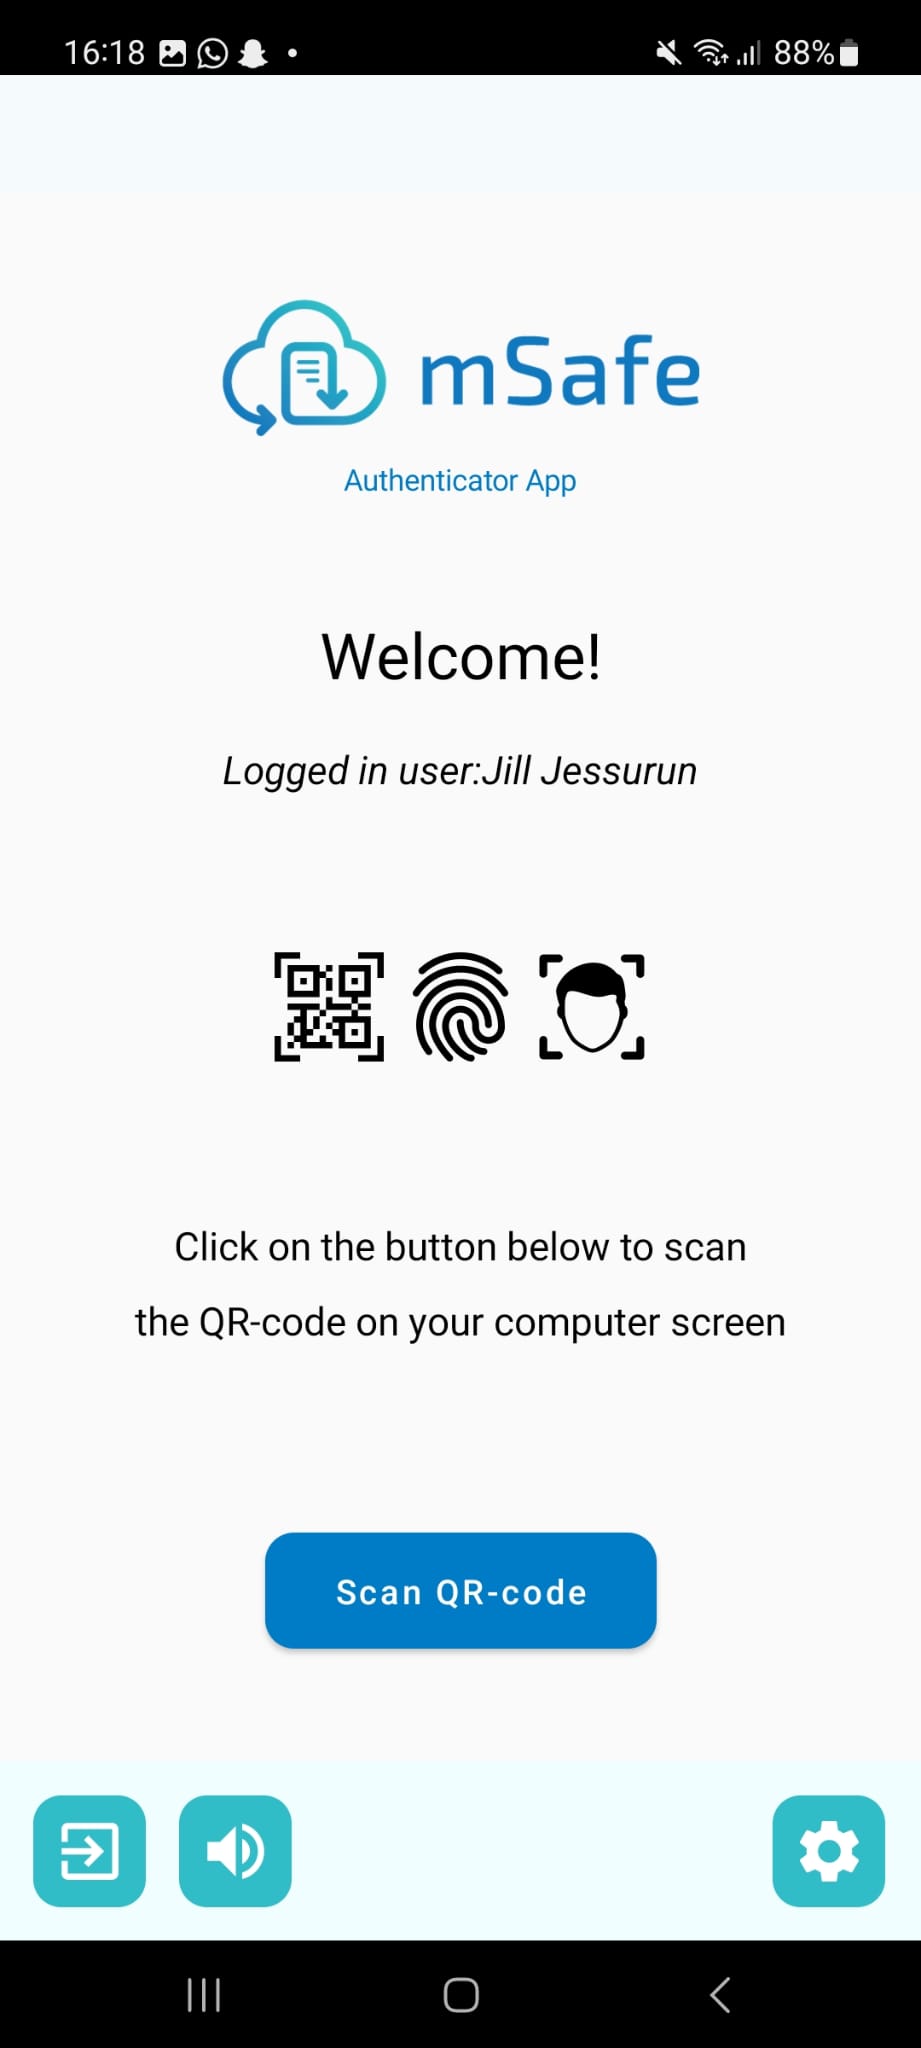 16:18
88%
mSafe
Authenticator App
Welcome!
Logged in user:Jill Jessurun
Click on the button below to scan
the QR-code on your computer screen
Scan QR-code